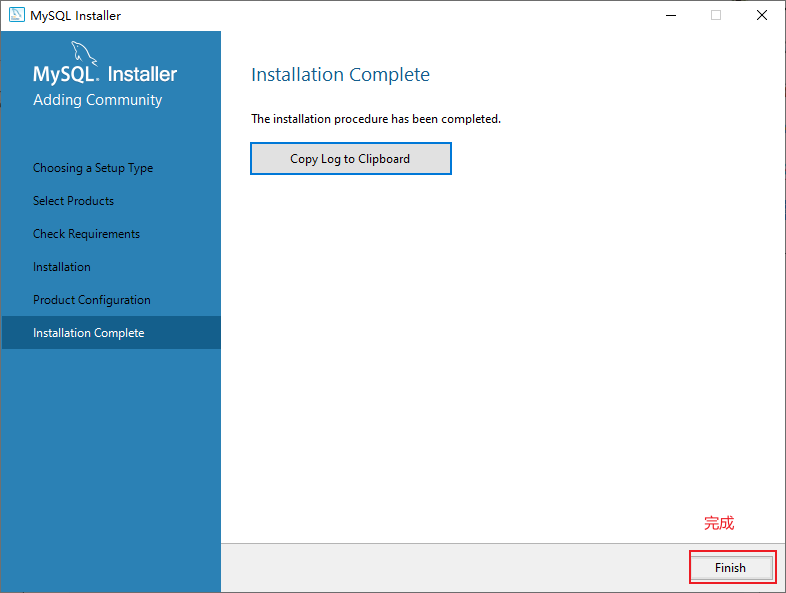 MySQL Installer
MySQL. Installer
Adding Community
Choosing a Setup Type
Select Products
Check Requirements
Installation
Product Configuration
Installation Complete
Installation Complete
The installation procedure has been completed.
Copy Log to Clipboard
完成
Finish